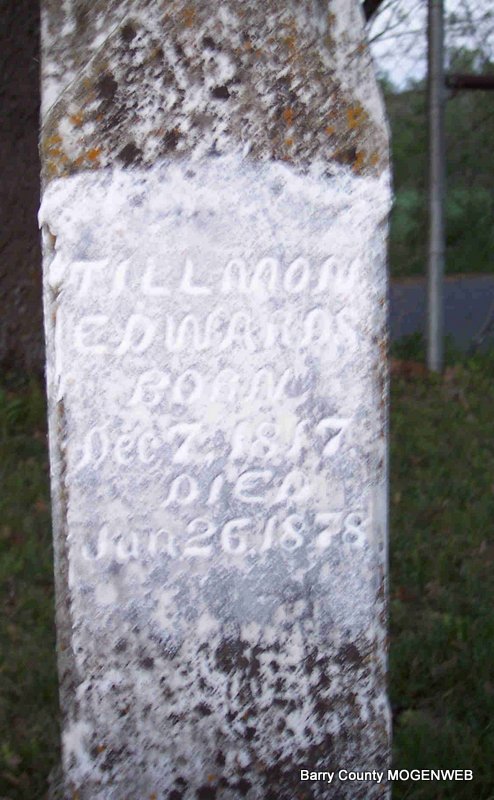 TILLMON
EDWARDS
BORN
Dec 7, 1817
DIED
Jun 26, 1878
Barry County MOGENWEB